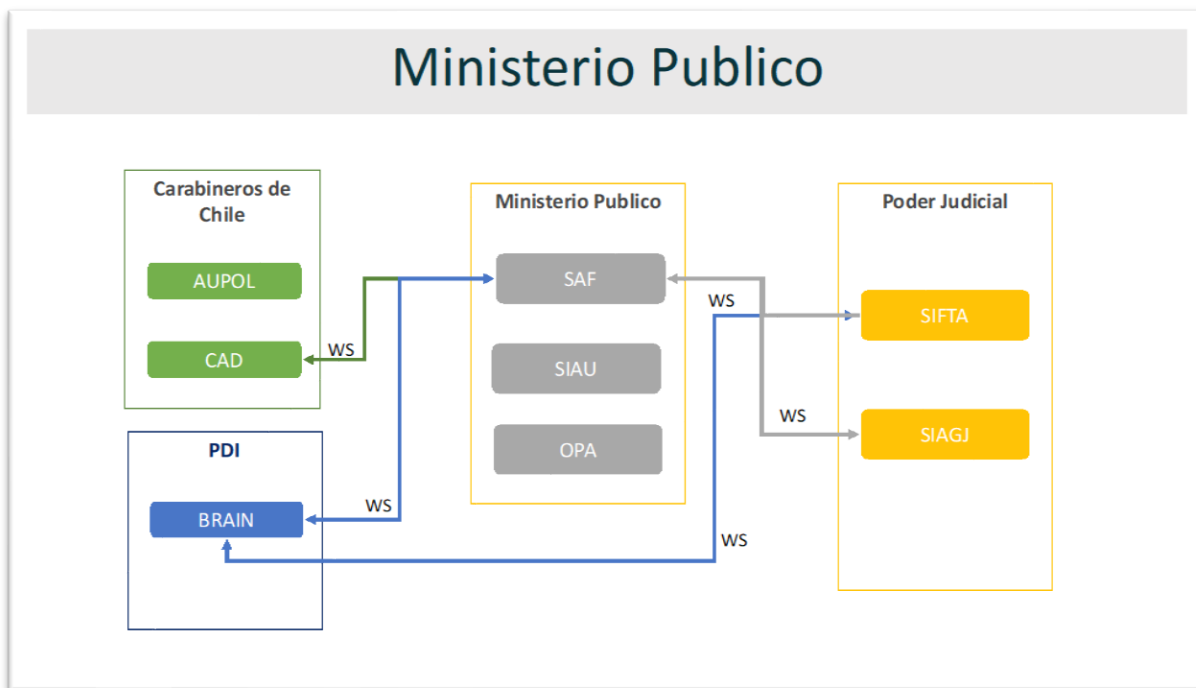 Ministerio Publico
Carabineros de
Chile
AUPOL
CAD
WS
PDI
BRAIN
WS
WS
Ministerio Publico
SAF
SIAU
OPA
WS
WS
Poder Judicial
SIFTA
SIAGJ